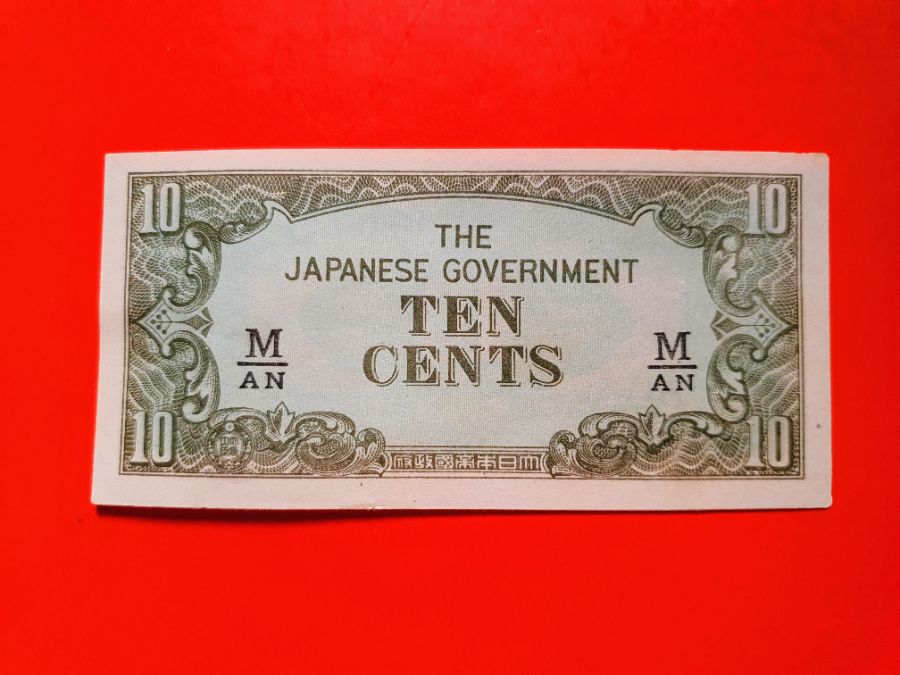 10 10
THE
JAPANESE GOVERNMENT
TEN
CENTS
M M
AN AN
10 10
大日本帝國政府